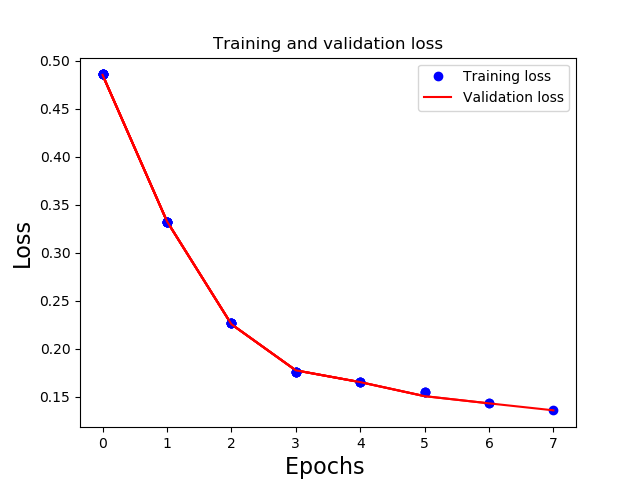 Training and validation loss
Training loss
Validation loss
0.50
0.45
0.40
0.35
0.30
0.25
0.20
0.15
Loss
0 1 2 3 4 5 6 7
Epochs